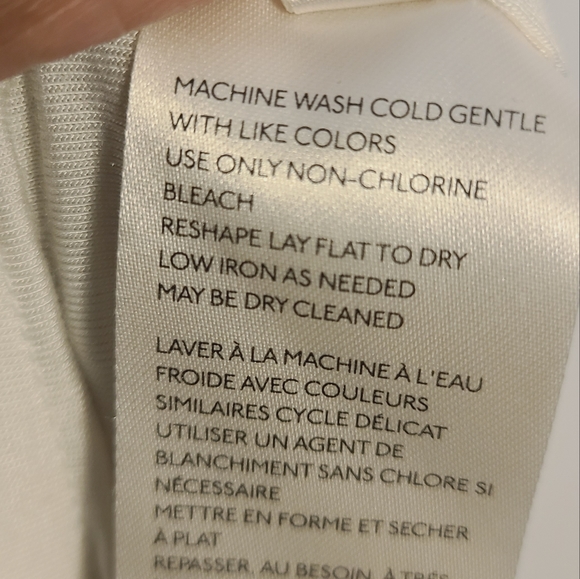 MACHINE WASH COLD GENTLE
WITH LIKE COLORS
USE ONLY NON-CHLORINE
BLEACH
RESHAPE LAY FLAT TO DRY
LOW IRON AS NEEDED
MAY BE DRY CLEANED
LAVER À LA MACHINE À L'EAU
FROIDE AVEC COULEURS
SIMILAIRES CYCLE DÉLICAT
UTILISER UN AGENT DE
BLANCHIMENT SANS CHLORE SI
NÉCESSAIRE
METTRE EN FORME ET SECHER
À PLAT
REPASSER, AU BESOIN, À TRÈS